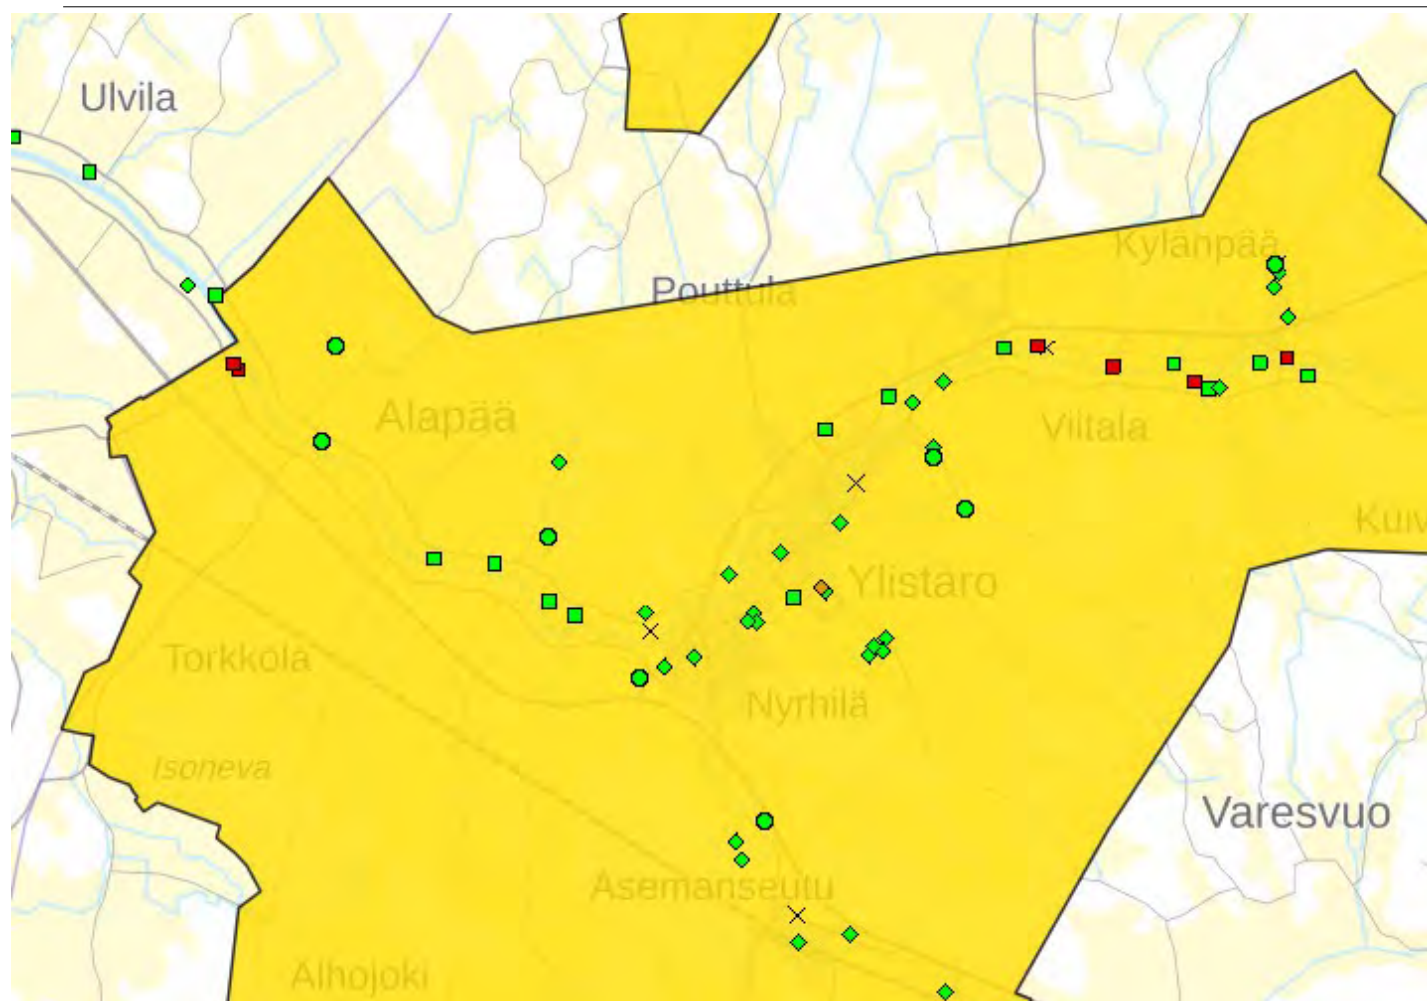 Ulvila
Kylänpää
Pouttula
Alapää
Viitala
Ylistaro
Torkkola
Nyrhilä
Isoneva
Varesvuo
Asemanseutu
Alhojoki